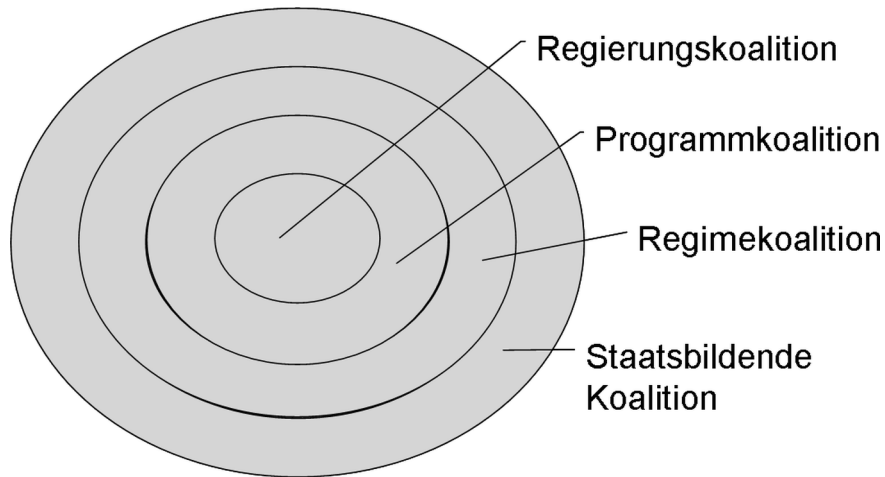 Regierungskoalition
Programmkoalition
Regimekoalition
Staatsbildende
Koalition